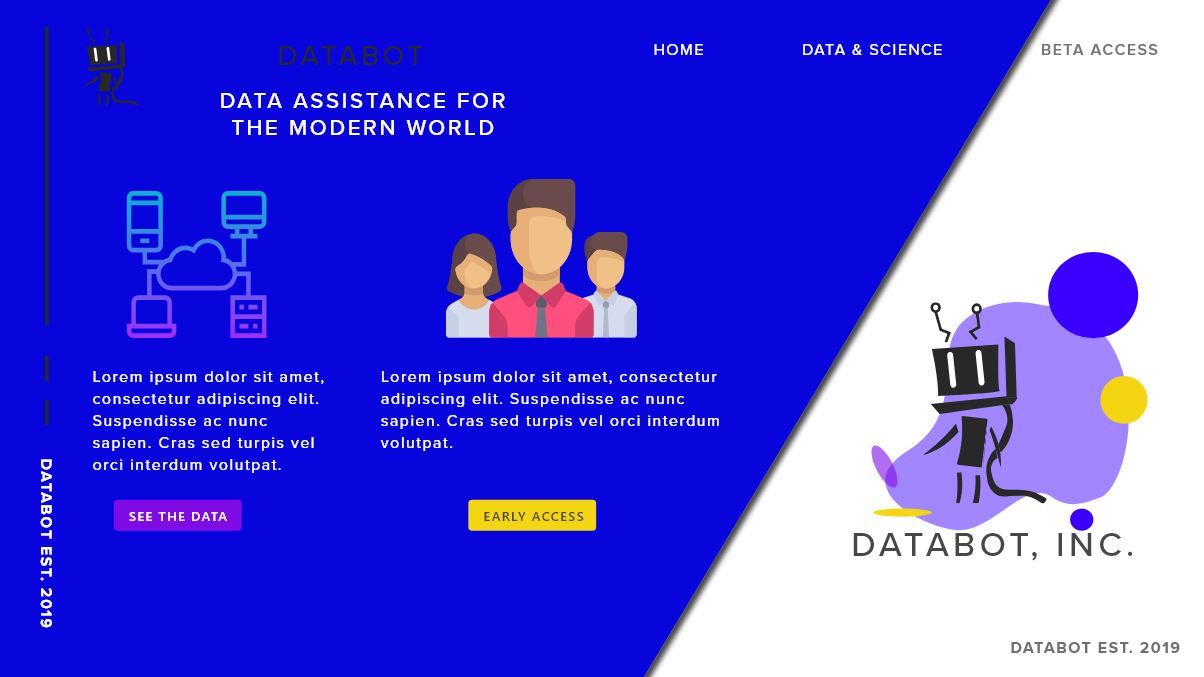 DATABOT
HOME
DATA & SCIENCE
BETA ACCESS
DATA ASSISTANCE FOR
THE MODERN WORLD
Lorem ipsum dolor sit amet,
consectetur adipiscing elit.
Suspendisse ac nunc
sapien. Cras sed turpis vel
orci interdum volutpat.
SEE THE DATA
Lorem ipsum dolor sit amet, consectetur
adipiscing elit. Suspendisse ac nunc
sapien. Cras sed turpis vel orci interdum
volutpat.
EARLY ACCESS
DATABOT EST. 2019
DATABOT, INC.
DATABOT EST. 2019